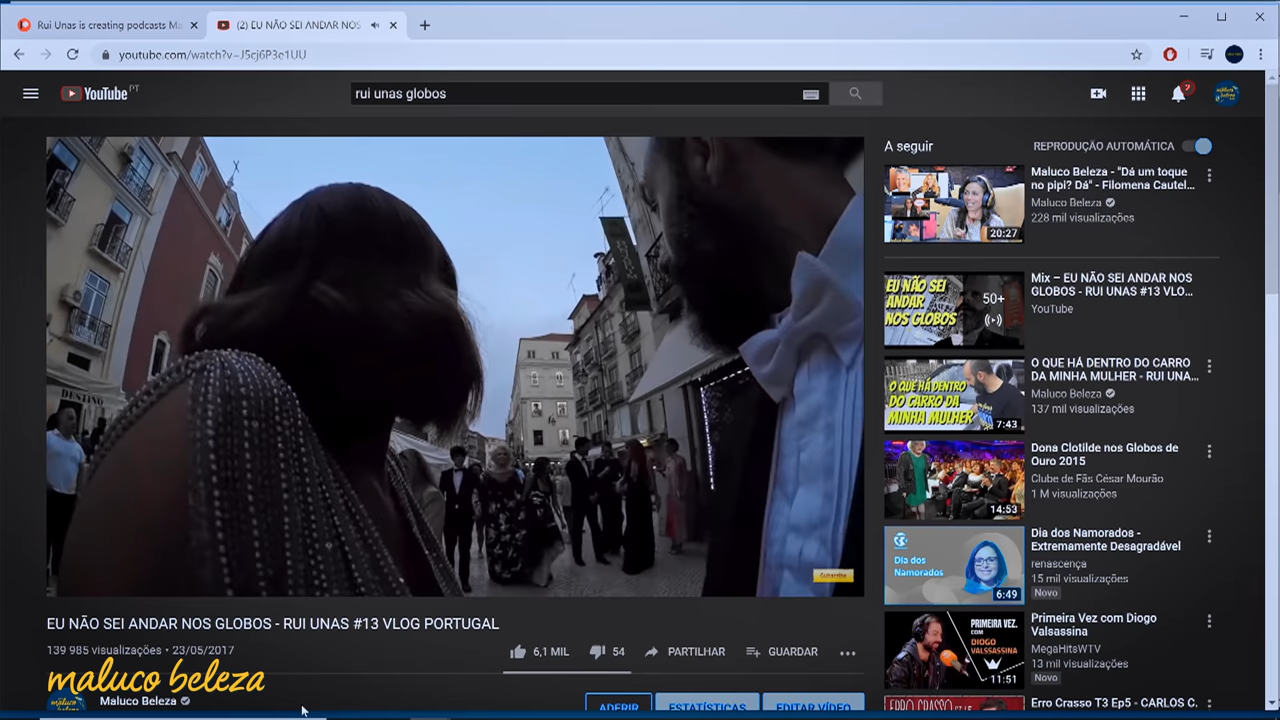 Rui Unas is creating podcasts Ma
(2) EU NÃO SEI ANDAR NOS
youtube.com/watch?v=J5cj6P3e1UU
YouTube PT
rui unas globos
2
DESTINO
Subscribe
EU NÃO SEI ANDAR NOS GLOBOS - RUI UNAS #13 VLOG PORTUGAL
139 985 visualizações • 23/05/2017
6,1 MIL
54
PARTILHAR
GUARDAR
maluco beleza
Maluco Beleza
ADERIR
ESTATÍSTICAS
EDITAR VÍDEO
A seguir
REPRODUÇÃO AUTOMÁTICA
20:27
Maluco Beleza - "Dá um toque
no pipi? Dá" - Filomena Cautel...
Maluco Beleza
228 mil visualizações
EU NÃO SEI
ANDAR
NOS GLOBOS
50+
Mix – EU NÃO SEI ANDAR NOS
GLOBOS - RUI UNAS #13 VLO...
YouTube
O QUE HÁ DENTRO
DO CARRO DA
MINHA MULHER
7:43
O QUE HÁ DENTRO DO CARRO
DA MINHA MULHER - RUI UNA...
Maluco Beleza
137 mil visualizações
14:53
Dona Clotilde nos Globos de
Ouro 2015
Clube de Fãs César Mourão
1 M visualizações
Dia dos
Namorados
6:49
Dia dos Namorados -
Extremamente Desagradável
renascença
15 mil visualizações
Novo
PRIMEIRA VEZ.
COM
DIOGO
VALSASSINA
11:51
Primeira Vez com Diogo
Valsassina
MegaHitsWTV
13 mil visualizações
Novo
ERRO CRASSO
Erro Crasso T3 Ep5 - CARLOS C.